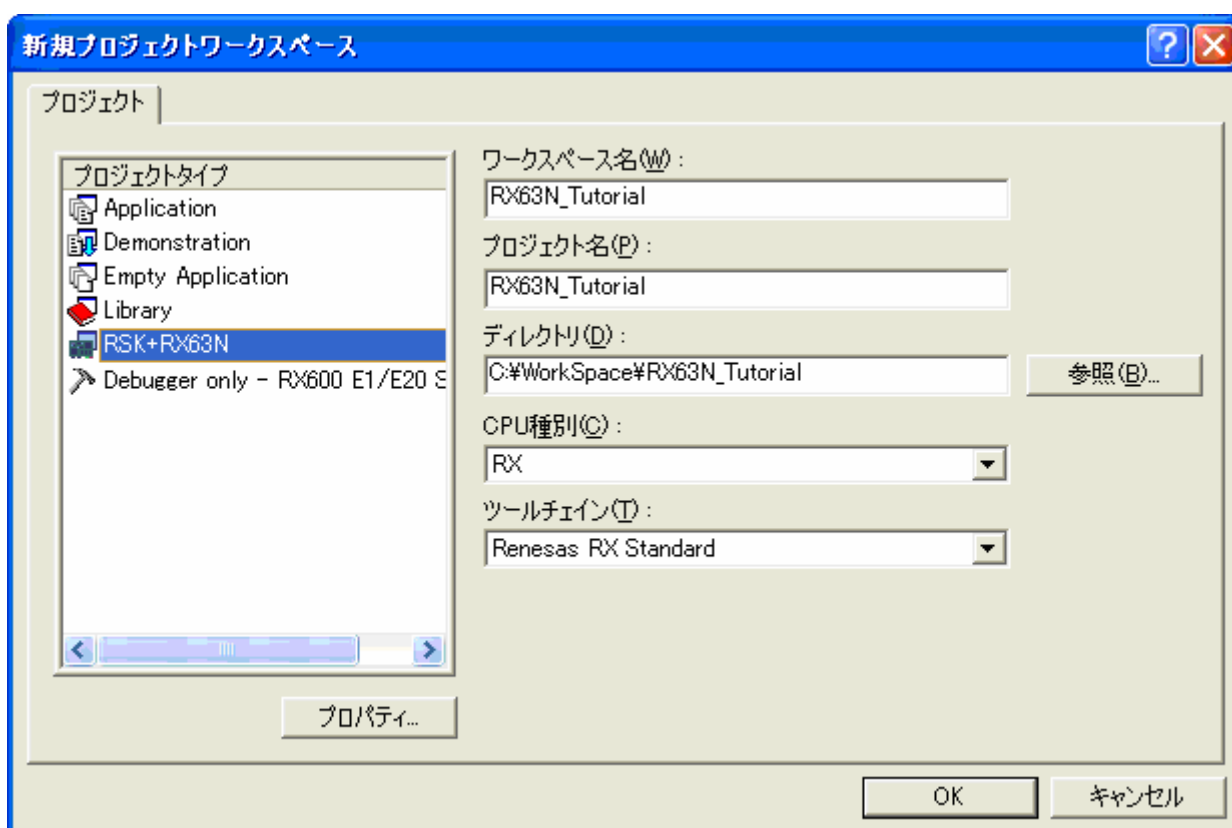 新規プロジェクトワークスペース
プロジェクト
プロジェクトタイプ
Application
Demonstration
Empty Application
Library
RSK+RX63N
Debugger only - RX600 E1/E20 S
プロパティ...
ワークスペース名(W):
RX63N_Tutorial
プロジェクト名(P):
RX63N_Tutorial
ディレクトリ(D):
C:¥WorkSpace¥RX63N_Tutorial
参照(B)...
CPU種別(C):
RX
ツールチェイン(T):
Renesas RX Standard
OK
キャンセル